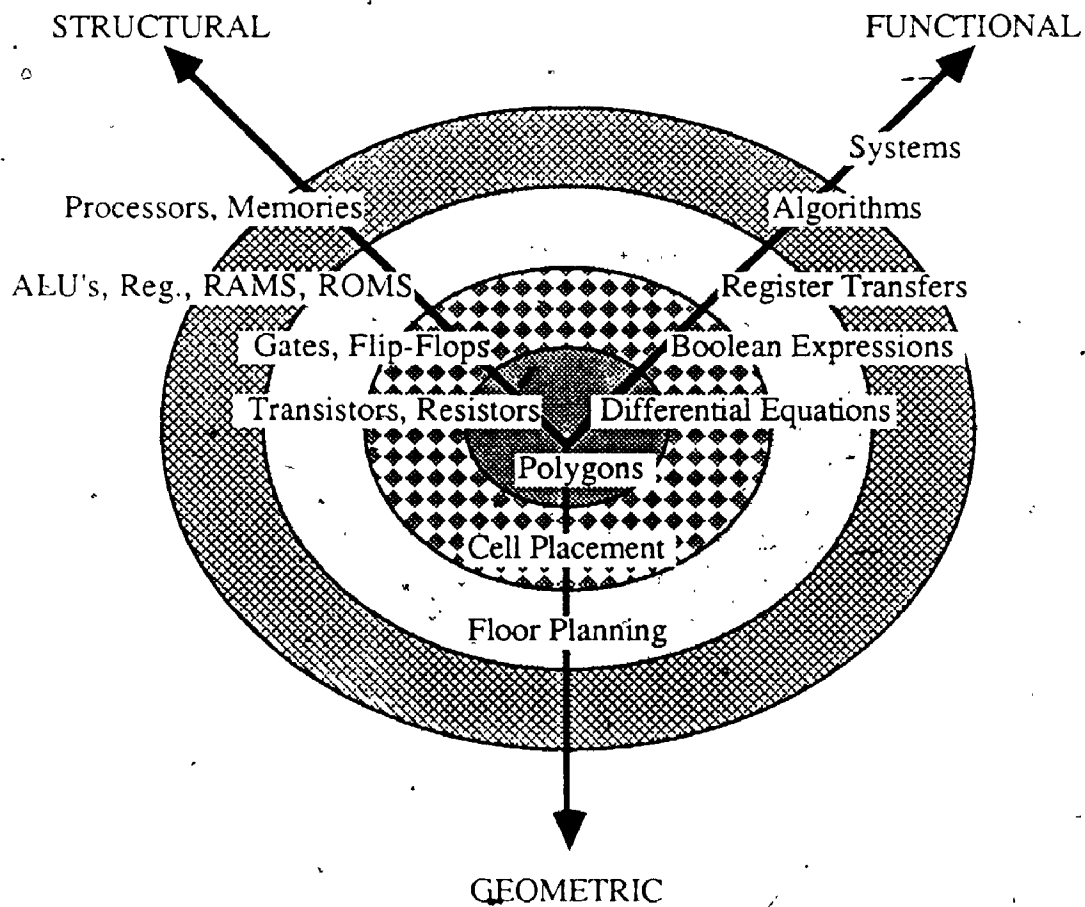 STRUCTURAL
FUNCTIONAL
Systems
Processors, Memories
Algorithms
ALU's, Reg., RAMS, ROMS
Register Transfers
Gates, Flip-Flops
Boolean Expressions
Transistors, Resistors
Differential Equations
Polygons
Cell Placement
Floor Planning
GEOMETRIC